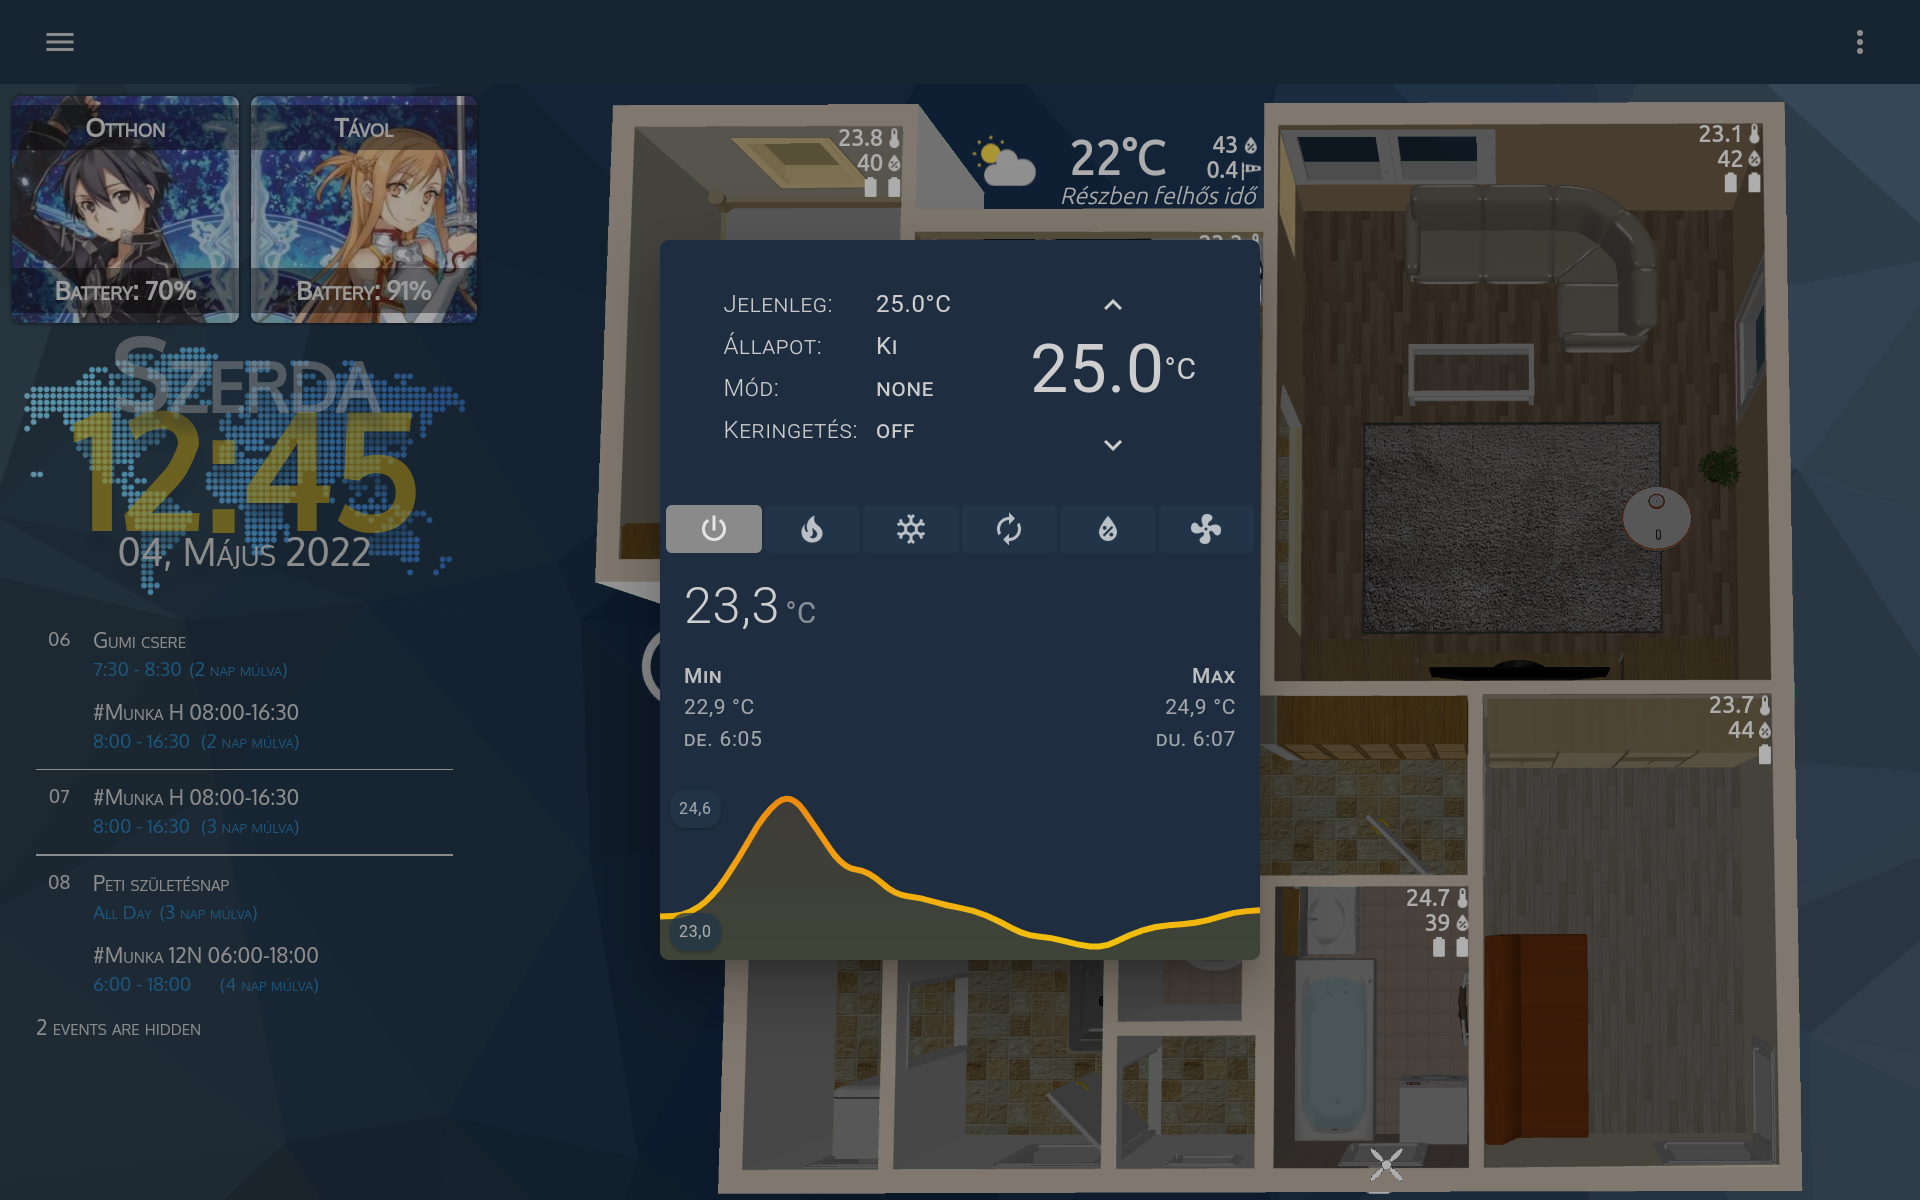 Otthon
Battery: 70%
Távol
Battery: 91%
Szerda
12:45
04, Május 2022
06 Gumi csere
7:30 - 8:30 (2 nap múlva)
#Munka H 08:00-16:30
8:00 - 16:30 (2 nap múlva)
07 #Munka H 08:00-16:30
8:00 - 16:30 (3 nap múlva)
08 Peti születésnap
All Day (3 nap múlva)
#Munka 12N 06:00-18:00
6:00 - 18:00 (4 nap múlva)
2 events are hidden
23.8
40
22°C
43
0.4
Részben felhős idő
23.1
42
Jelenleg: 25.0°C
Állapot: Ki
Mód: none
Keringetés: off
25.0°C
23,3 °C
Min
22,9 °C
de. 6:05
Max
24,9 °C
du. 6:07
24,6
23,0
23.7
44
24.7
39